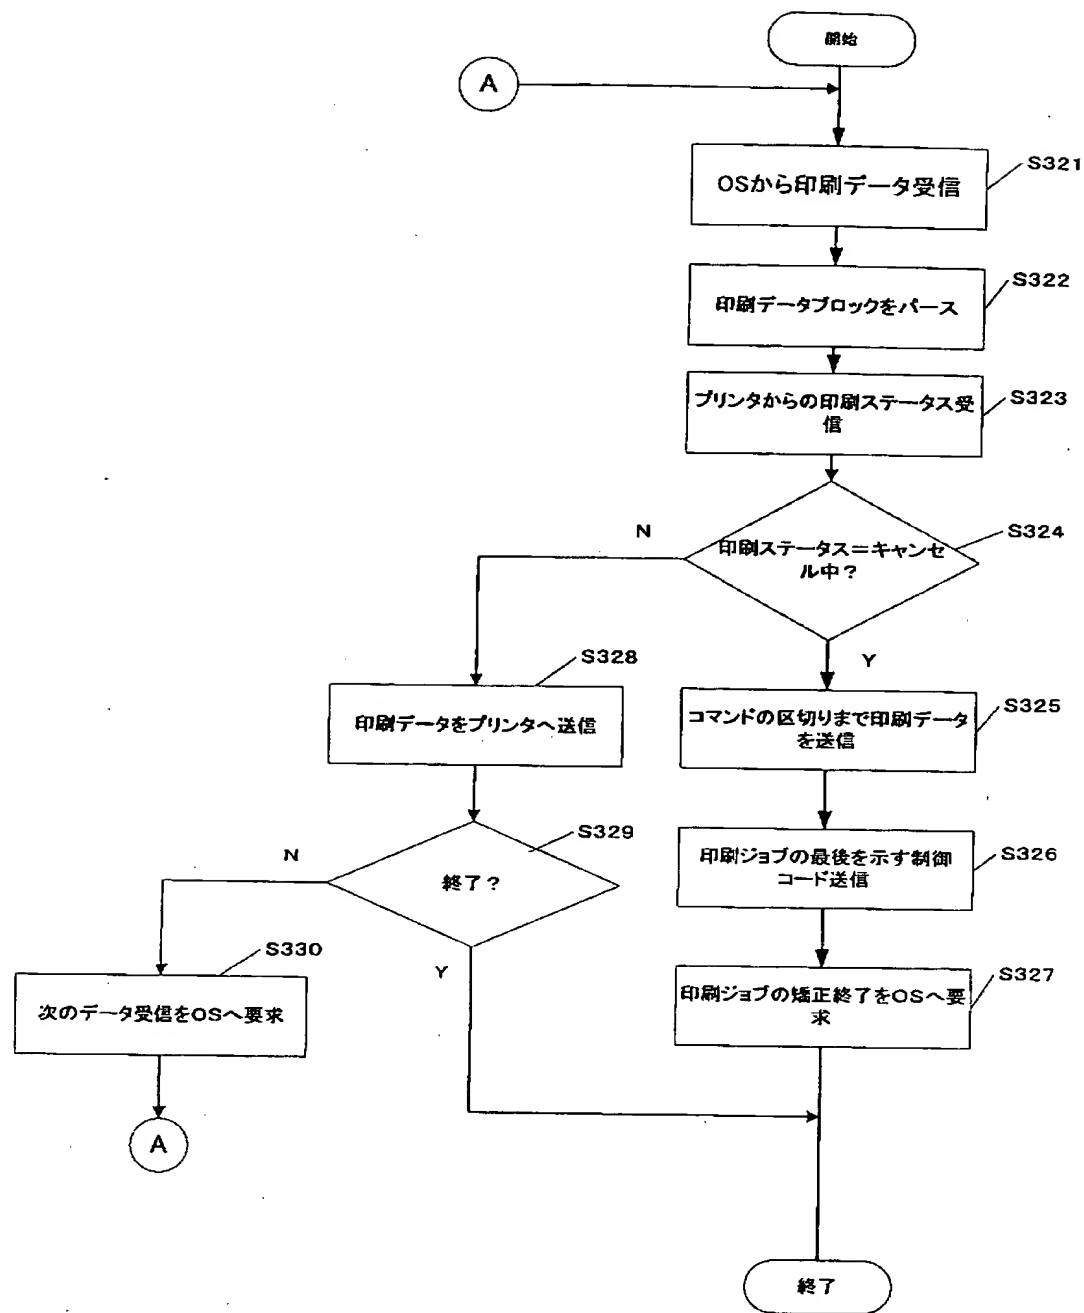 開始
A
OSから印刷データ受信
S321
印刷データブロックをパース
S322
プリンタからの印刷ステータス受
信
S323
印刷ステータス=キャンセ
ル中?
S324
N
Y
S328
印刷データをプリンタへ送信
コマンドの区切りまで印刷データ
を送信
S325
S329
終了?
N
Y
印刷ジョブの最後を示す制御
コード送信
S326
S330
次のデータ受信をOSへ要求
印刷ジョブの矯正終了をOSへ要
求
S327
A
終了